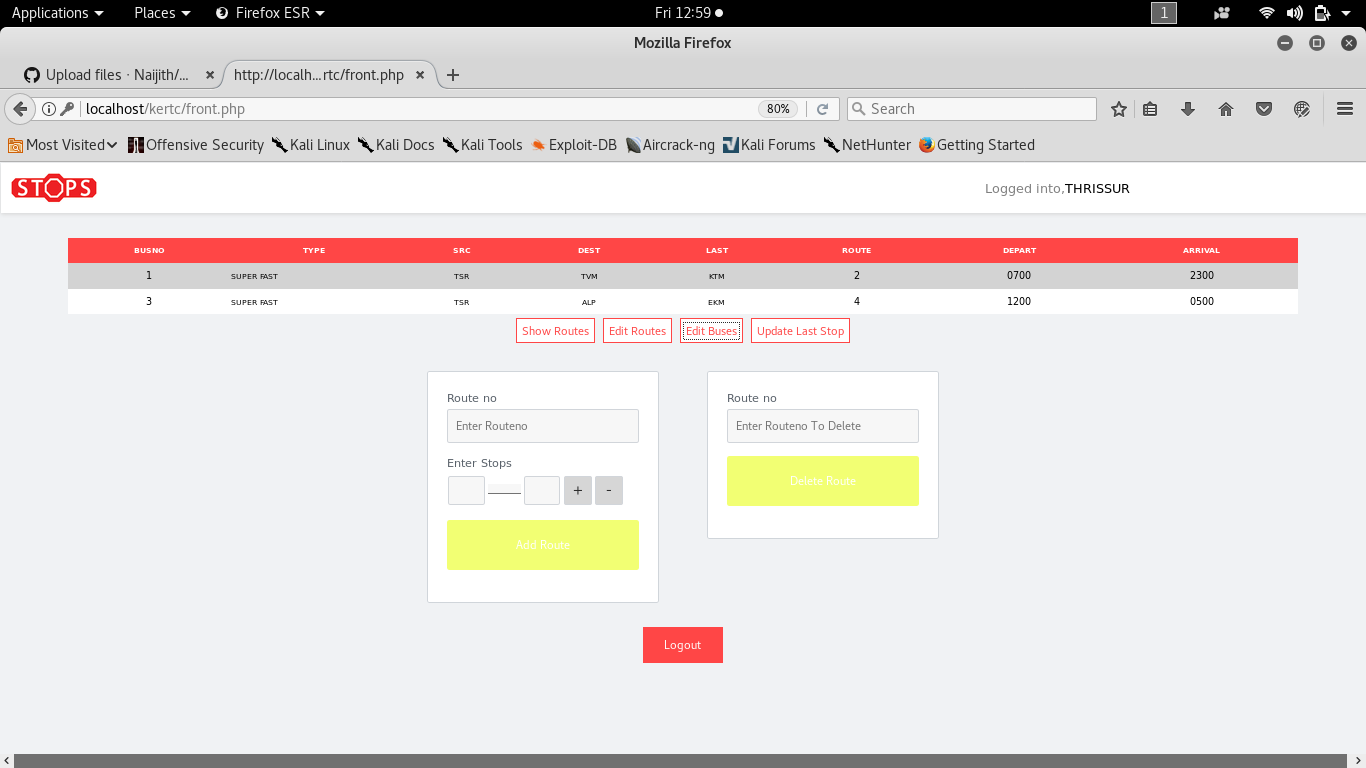 Applications Places Firefox ESR Fri 12:59 1
Mozilla Firefox
Upload files · Naijith/... http://localh...rtc/front.php
localhost/kertc/front.php 80% Search
Most Visited Offensive Security Kali Linux Kali Docs Kali Tools Exploit-DB Aircrack-ng Kali Forums NetHunter Getting Started
STOPS Logged into,THRISSUR
BUSNO TYPE SRC DEST LAST ROUTE DEPART ARRIVAL
1 SUPER FAST TSR TVM KTM 2 0700 2300
3 SUPER FAST TSR ALP EKM 4 1200 0500
Show Routes Edit Routes Edit Buses Update Last Stop
Route no Route no
Enter Routeno Enter Routeno To Delete
Enter Stops
+ -
Delete Route
Add Route
Logout